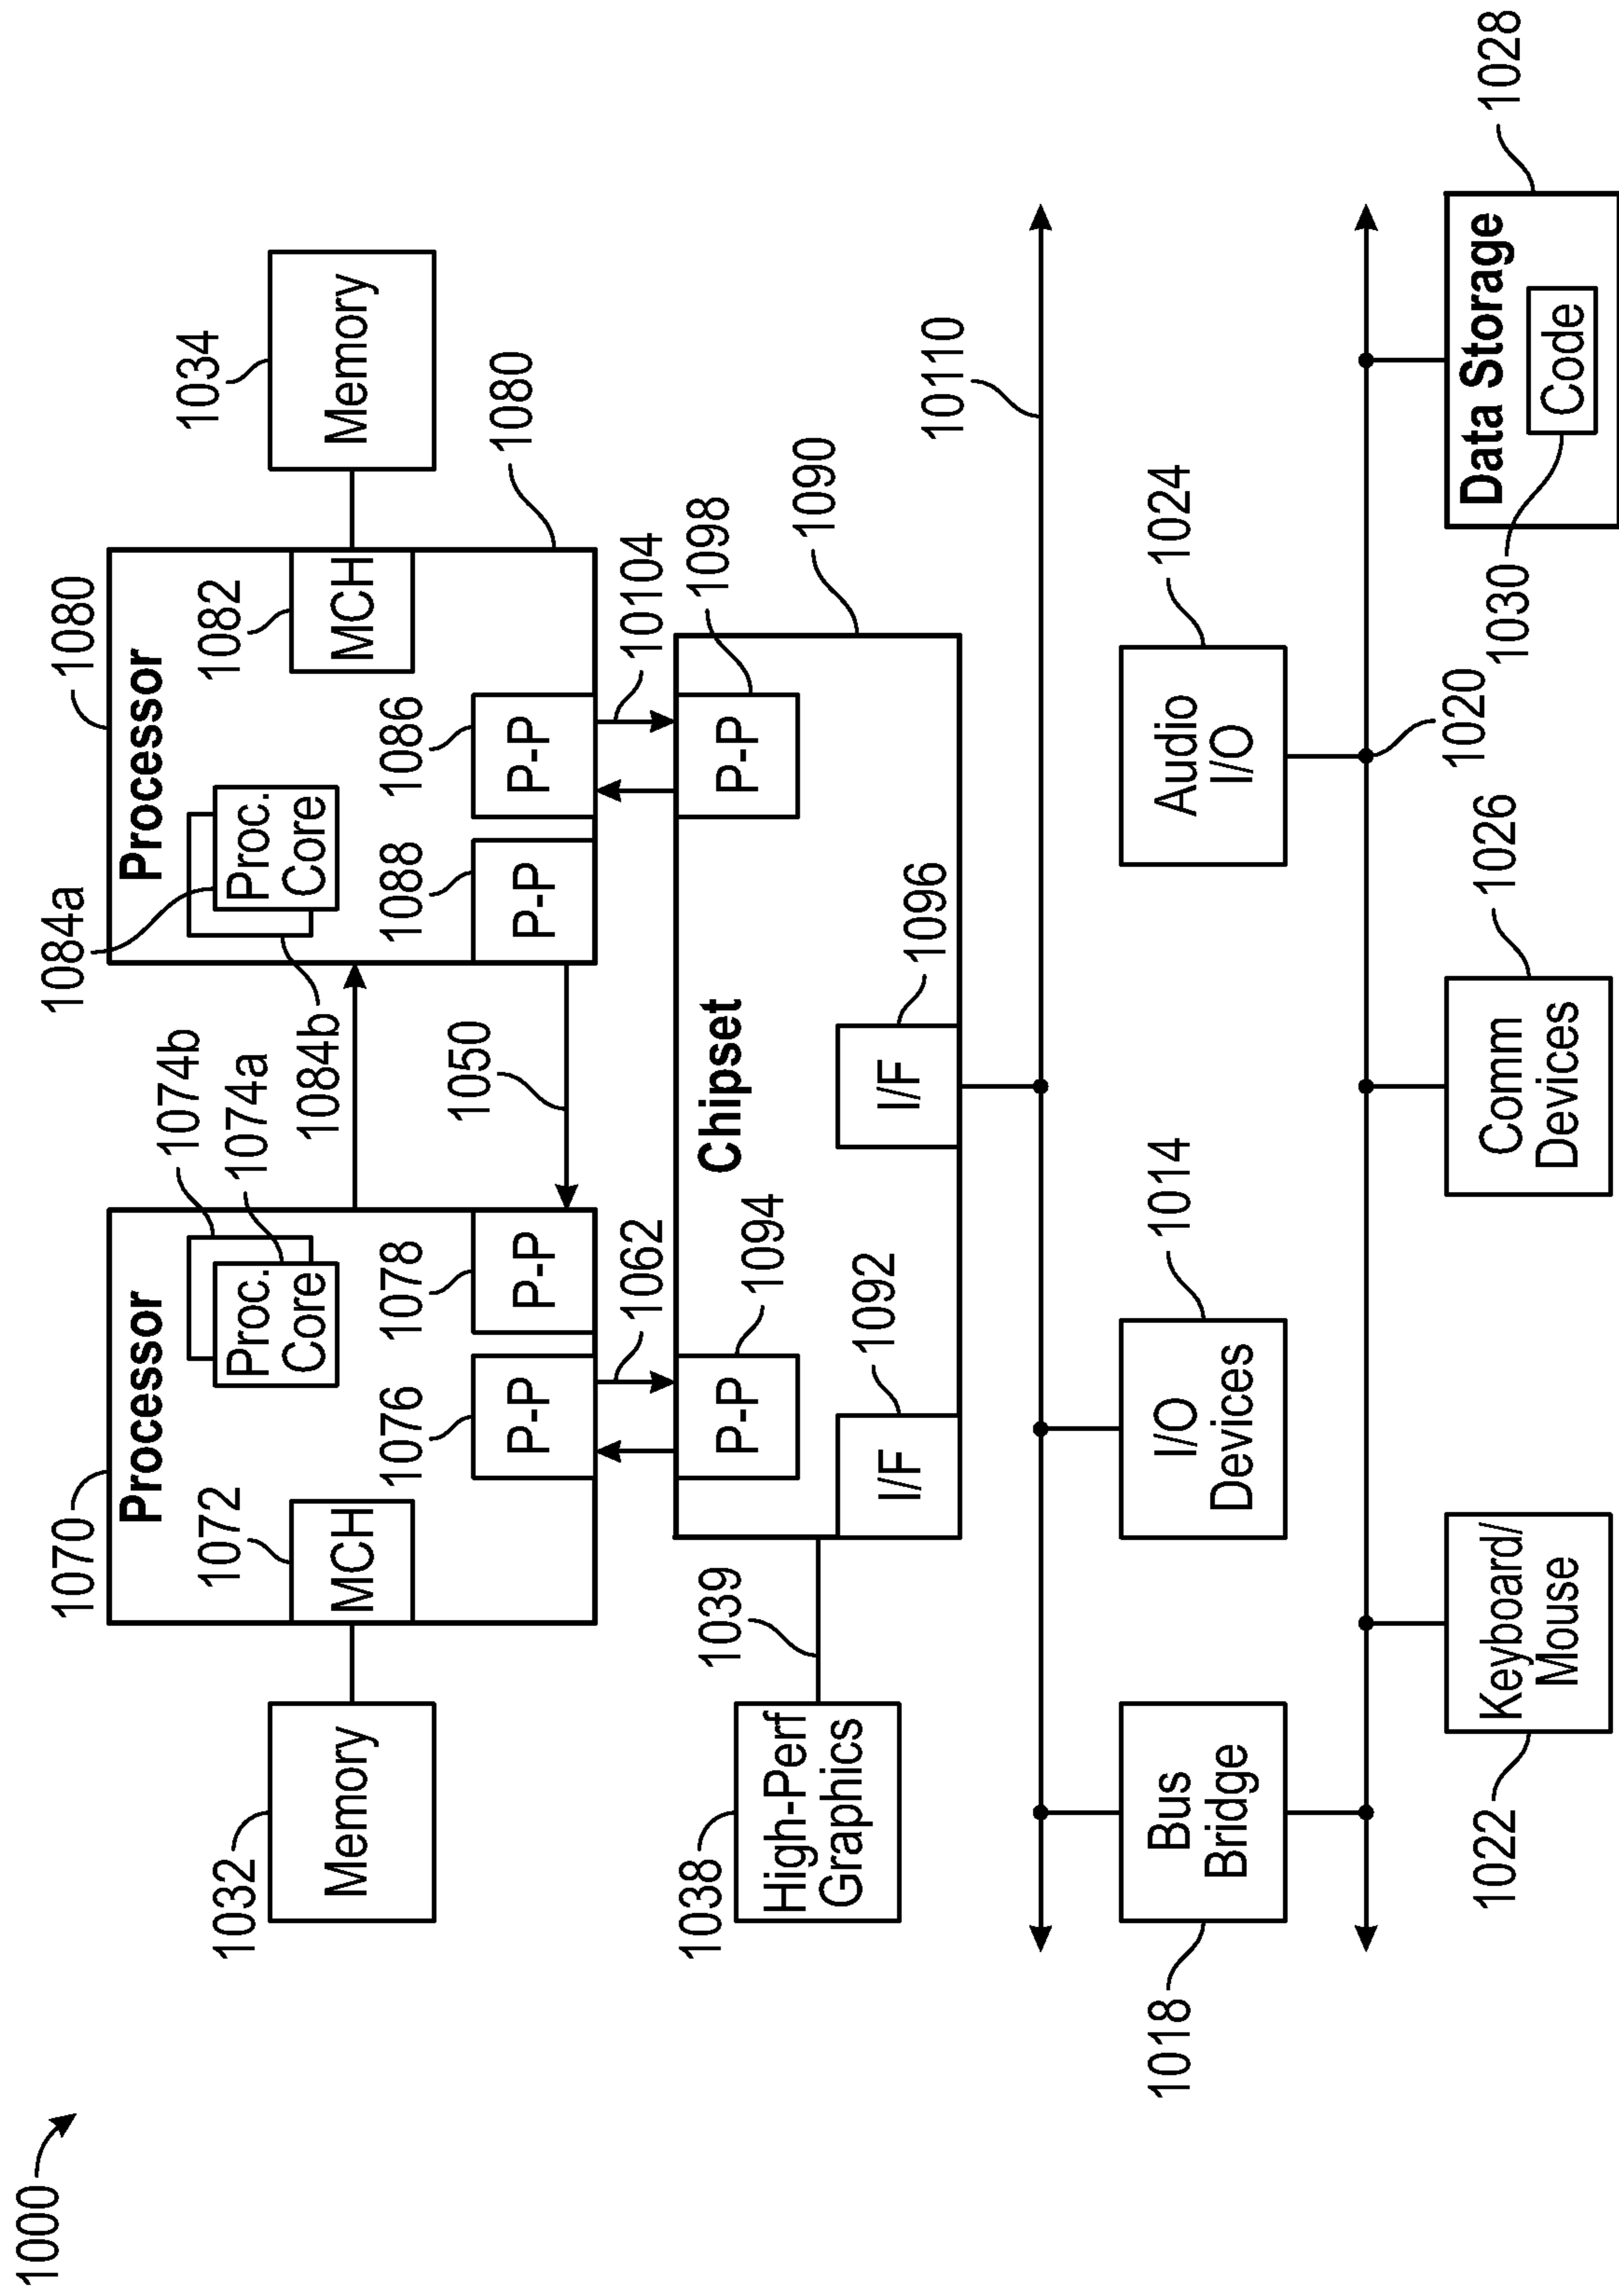 1000
1070
Processor
1080
Processor
1084a
1074b
1074a
1084b
1072
MCH
Proc.
Core
Proc.
Core
1082
MCH
1032
Memory
1034
Memory
1076
P-P
1078
P-P
1050
1088
P-P
1086
P-P
1080
1062
10104
1038
High-Perf
Graphics
1039
1094
P-P
Chipset
1098
P-P
1090
1092
I/F
1096
I/F
10110
1018
Bus
Bridge
I/O
Devices
1014
Audio
I/O
1024
1020
1022
Keyboard/
Mouse
Comm
Devices
1026
Data Storage
1030
Code
1028